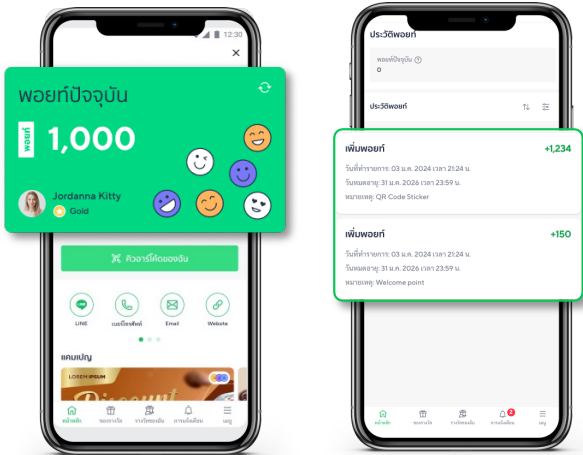 12:30
พอยท์ปัจจุบัน
พอยท์
1,000
Jordanna Kitty
Gold
คิวอาร์โค้ดของฉัน
LINE
เบอร์โทรศัพท์
Email
Website
แคมเปญ
LOREM IPSUM
Discount
หน้าหลัก
ของรางวัล
รางวัลของฉัน
การแจ้งเตือน
เมนู
ประวัติพอยท์
พอยท์ปัจจุบัน
0
ประวัติพอยท์
เพิ่มพอยท์ +1,234
วันที่ทำรายการ: 03 ม.ค. 2024 เวลา 21:24 น.
วันหมดอายุ: 31 ม.ค. 2026 เวลา 23:59 น.
หมายเหตุ: QR Code Sticker
เพิ่มพอยท์ +150
วันที่ทำรายการ: 03 ม.ค. 2024 เวลา 21:24 น.
วันหมดอายุ: 31 ม.ค. 2026 เวลา 23:59 น.
หมายเหตุ: Welcome point
หน้าหลัก
ของรางวัล
รางวัลของฉัน
2
การแจ้งเตือน
เมนู